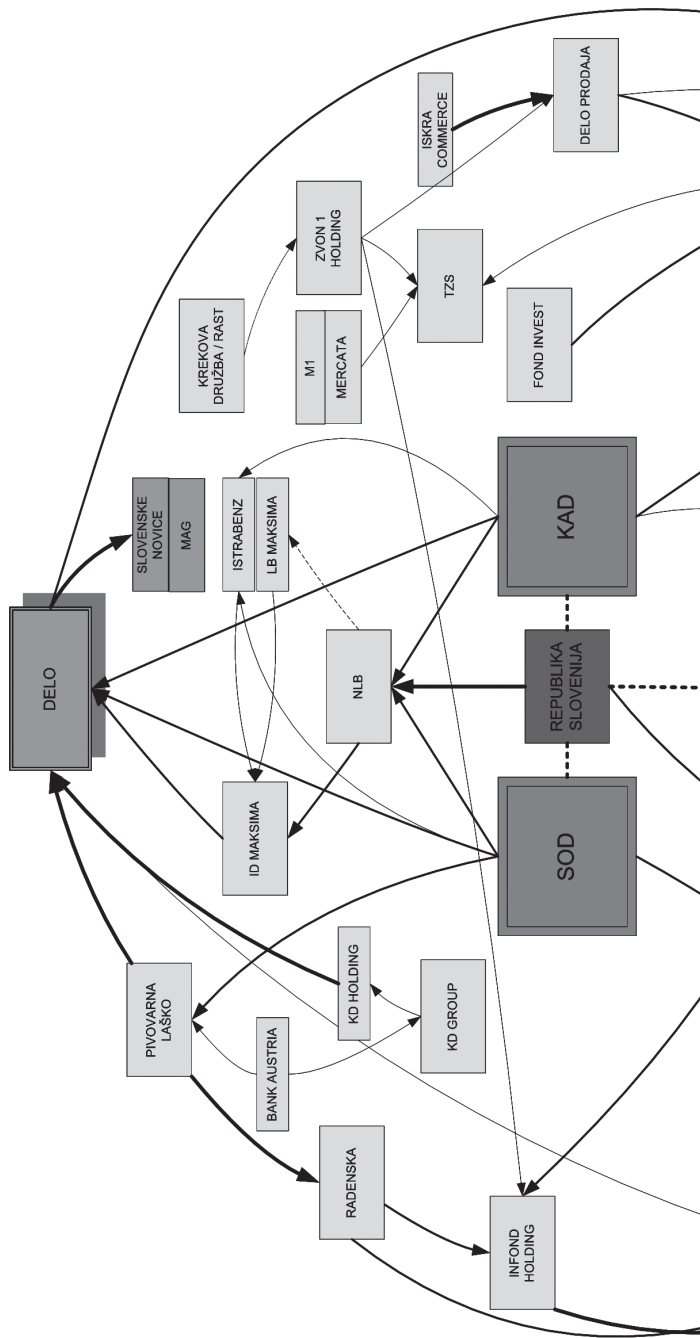 DELO
PIVOVARNA
LAŠKO
SLOVENSKE
NOVICE
MAG
KREKOVA
DRUŽBA / RAST
ID MAKSIMA
ISTRABENZ
LB MAKSIMA
BANK AUSTRIA
M1
MERCATA
ZVON 1
HOLDING
RADENSKA
KD HOLDING
NLB
ISKRA
COMMERCE
KD GROUP
TZS
INFOND
HOLDING
FOND INVEST
SOD
REPUBLIKA
SLOVENIJA
KAD
DELO PRODAJA